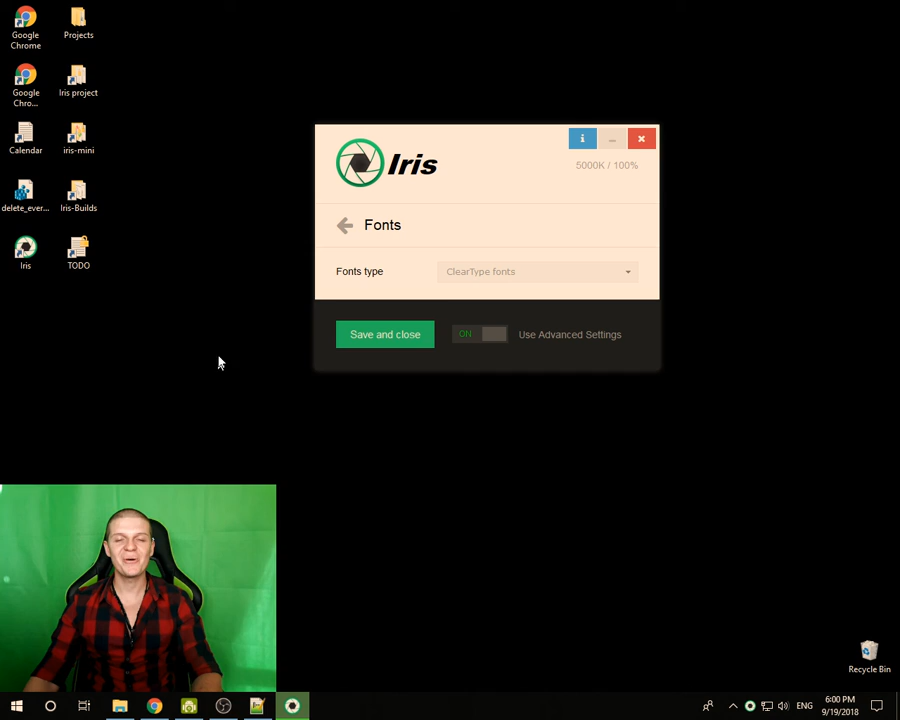 Google
Chrome
Projects
Google
Chro...
Iris project
Calendar
iris-mini
delete_ever...
Iris-Builds
Iris
TODO
Iris
i
5000K / 100%
Fonts
Fonts type
ClearType fonts
Save and close
ON
Use Advanced Settings
Recycle Bin
ENG
6:00 PM
9/19/2018